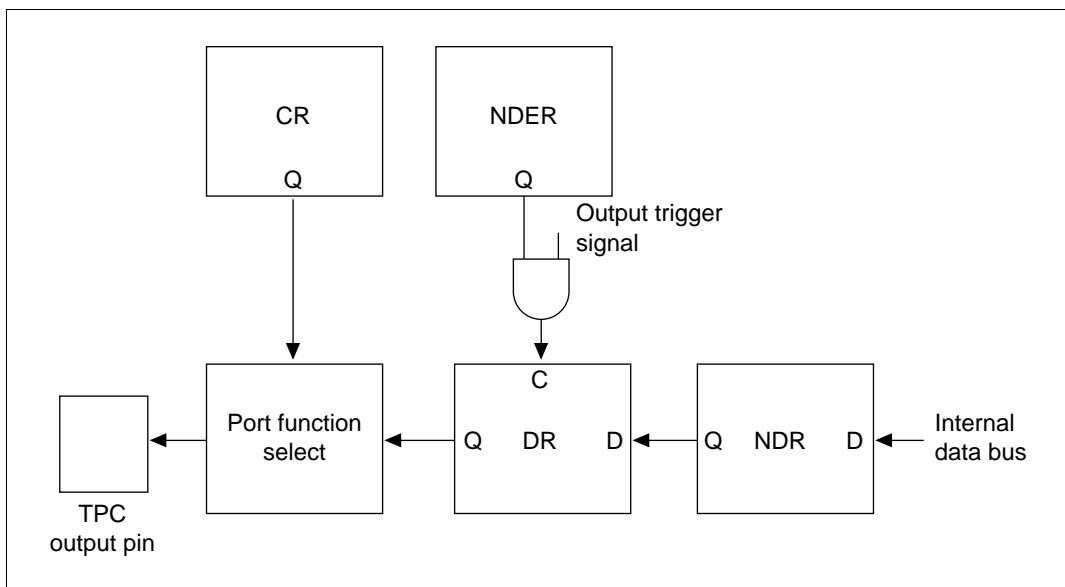 CR
Q
NDER
Q
Output trigger
signal
C
Port function
select
Q DR D
Q NDR D
Internal
data bus
TPC
output pin